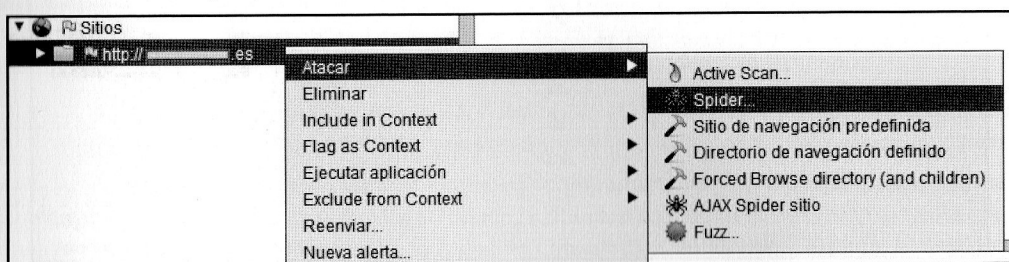 Sitios
http:// .es
Atacar
Eliminar
Include in Context
Flag as Context
Ejecutar aplicación
Exclude from Context
Reenviar...
Nueva alerta...
Active Scan...
Spider...
Sitio de navegación predefinida
Directorio de navegación definido
Forced Browse directory (and children)
AJAX Spider sitio
Fuzz...